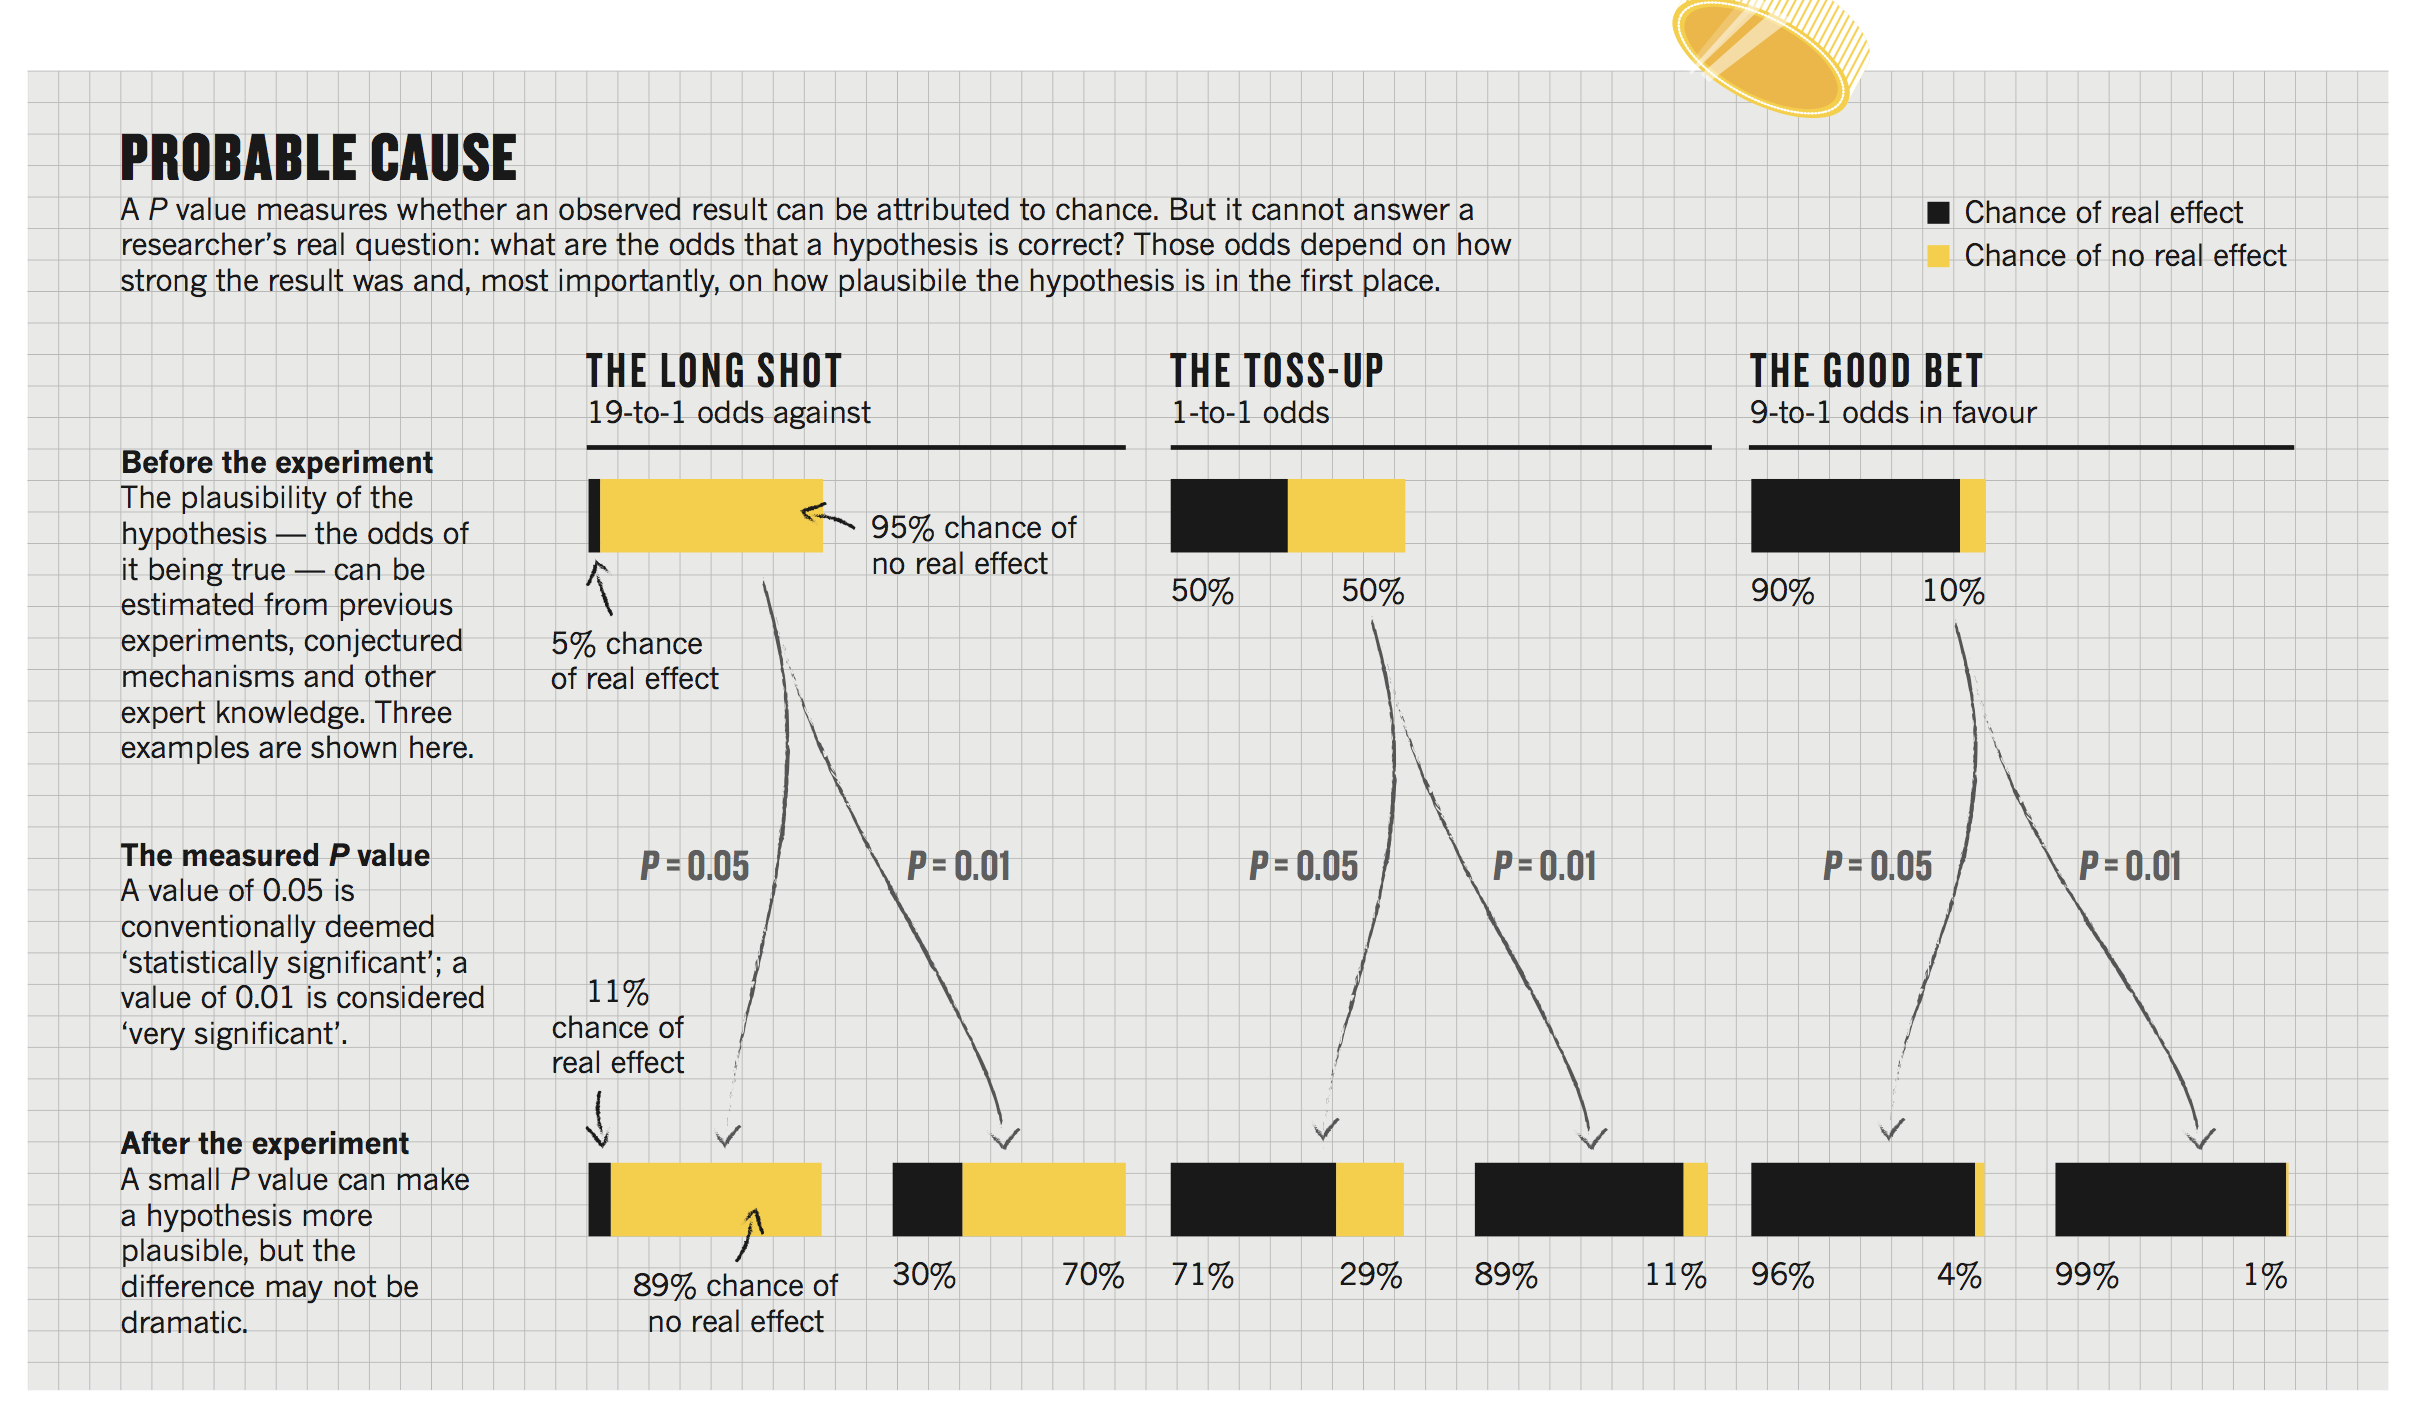 PROBABLE CAUSE
A P value measures whether an observed result can be attributed to chance. But it cannot answer a
researcher’s real question: what are the odds that a hypothesis is correct? Those odds depend on how
strong the result was and, most importantly, on how plausibile the hypothesis is in the first place.
Chance of real effect
Chance of no real effect
THE LONG SHOT
19-to-1 odds against
THE TOSS-UP
1-to-1 odds
THE GOOD BET
9-to-1 odds in favour
Before the experiment
The plausibility of the
hypothesis — the odds of
it being true — can be
estimated from previous
experiments, conjectured
mechanisms and other
expert knowledge. Three
examples are shown here.
95% chance of
no real effect
5% chance
of real effect
50% 50%
90% 10%
The measured P value
A value of 0.05 is
conventionally deemed
‘statistically significant’; a
value of 0.01 is considered
‘very significant’.
P = 0.05
P = 0.01
P = 0.05
P = 0.01
P = 0.05
P = 0.01
11%
chance of
real effect
After the experiment
A small P value can make
a hypothesis more
plausible, but the
difference may not be
dramatic.
89% chance of
no real effect
30% 70%
71% 29%
89% 11%
96% 4%
99% 1%